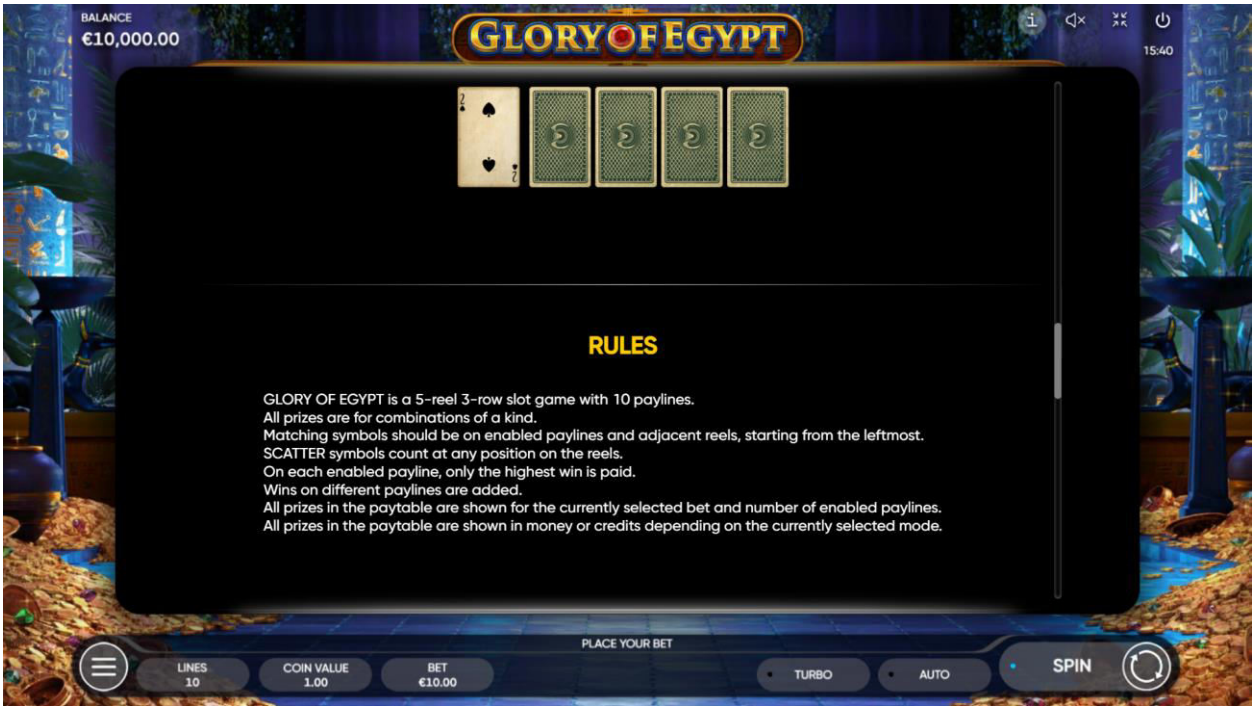 BALANCE
€10,000.00
GLORY OF EGYPT
i
15:40
2
2
RULES
GLORY OF EGYPT is a 5-reel 3-row slot game with 10 paylines.
All prizes are for combinations of a kind.
Matching symbols should be on enabled paylines and adjacent reels, starting from the leftmost.
SCATTER symbols count at any position on the reels.
On each enabled payline, only the highest win is paid.
Wins on different paylines are added.
All prizes in the paytable are shown for the currently selected bet and number of enabled paylines.
All prizes in the paytable are shown in money or credits depending on the currently selected mode.
PLACE YOUR BET
LINES
10
COIN VALUE
1.00
BET
€10.00
TURBO
AUTO
SPIN